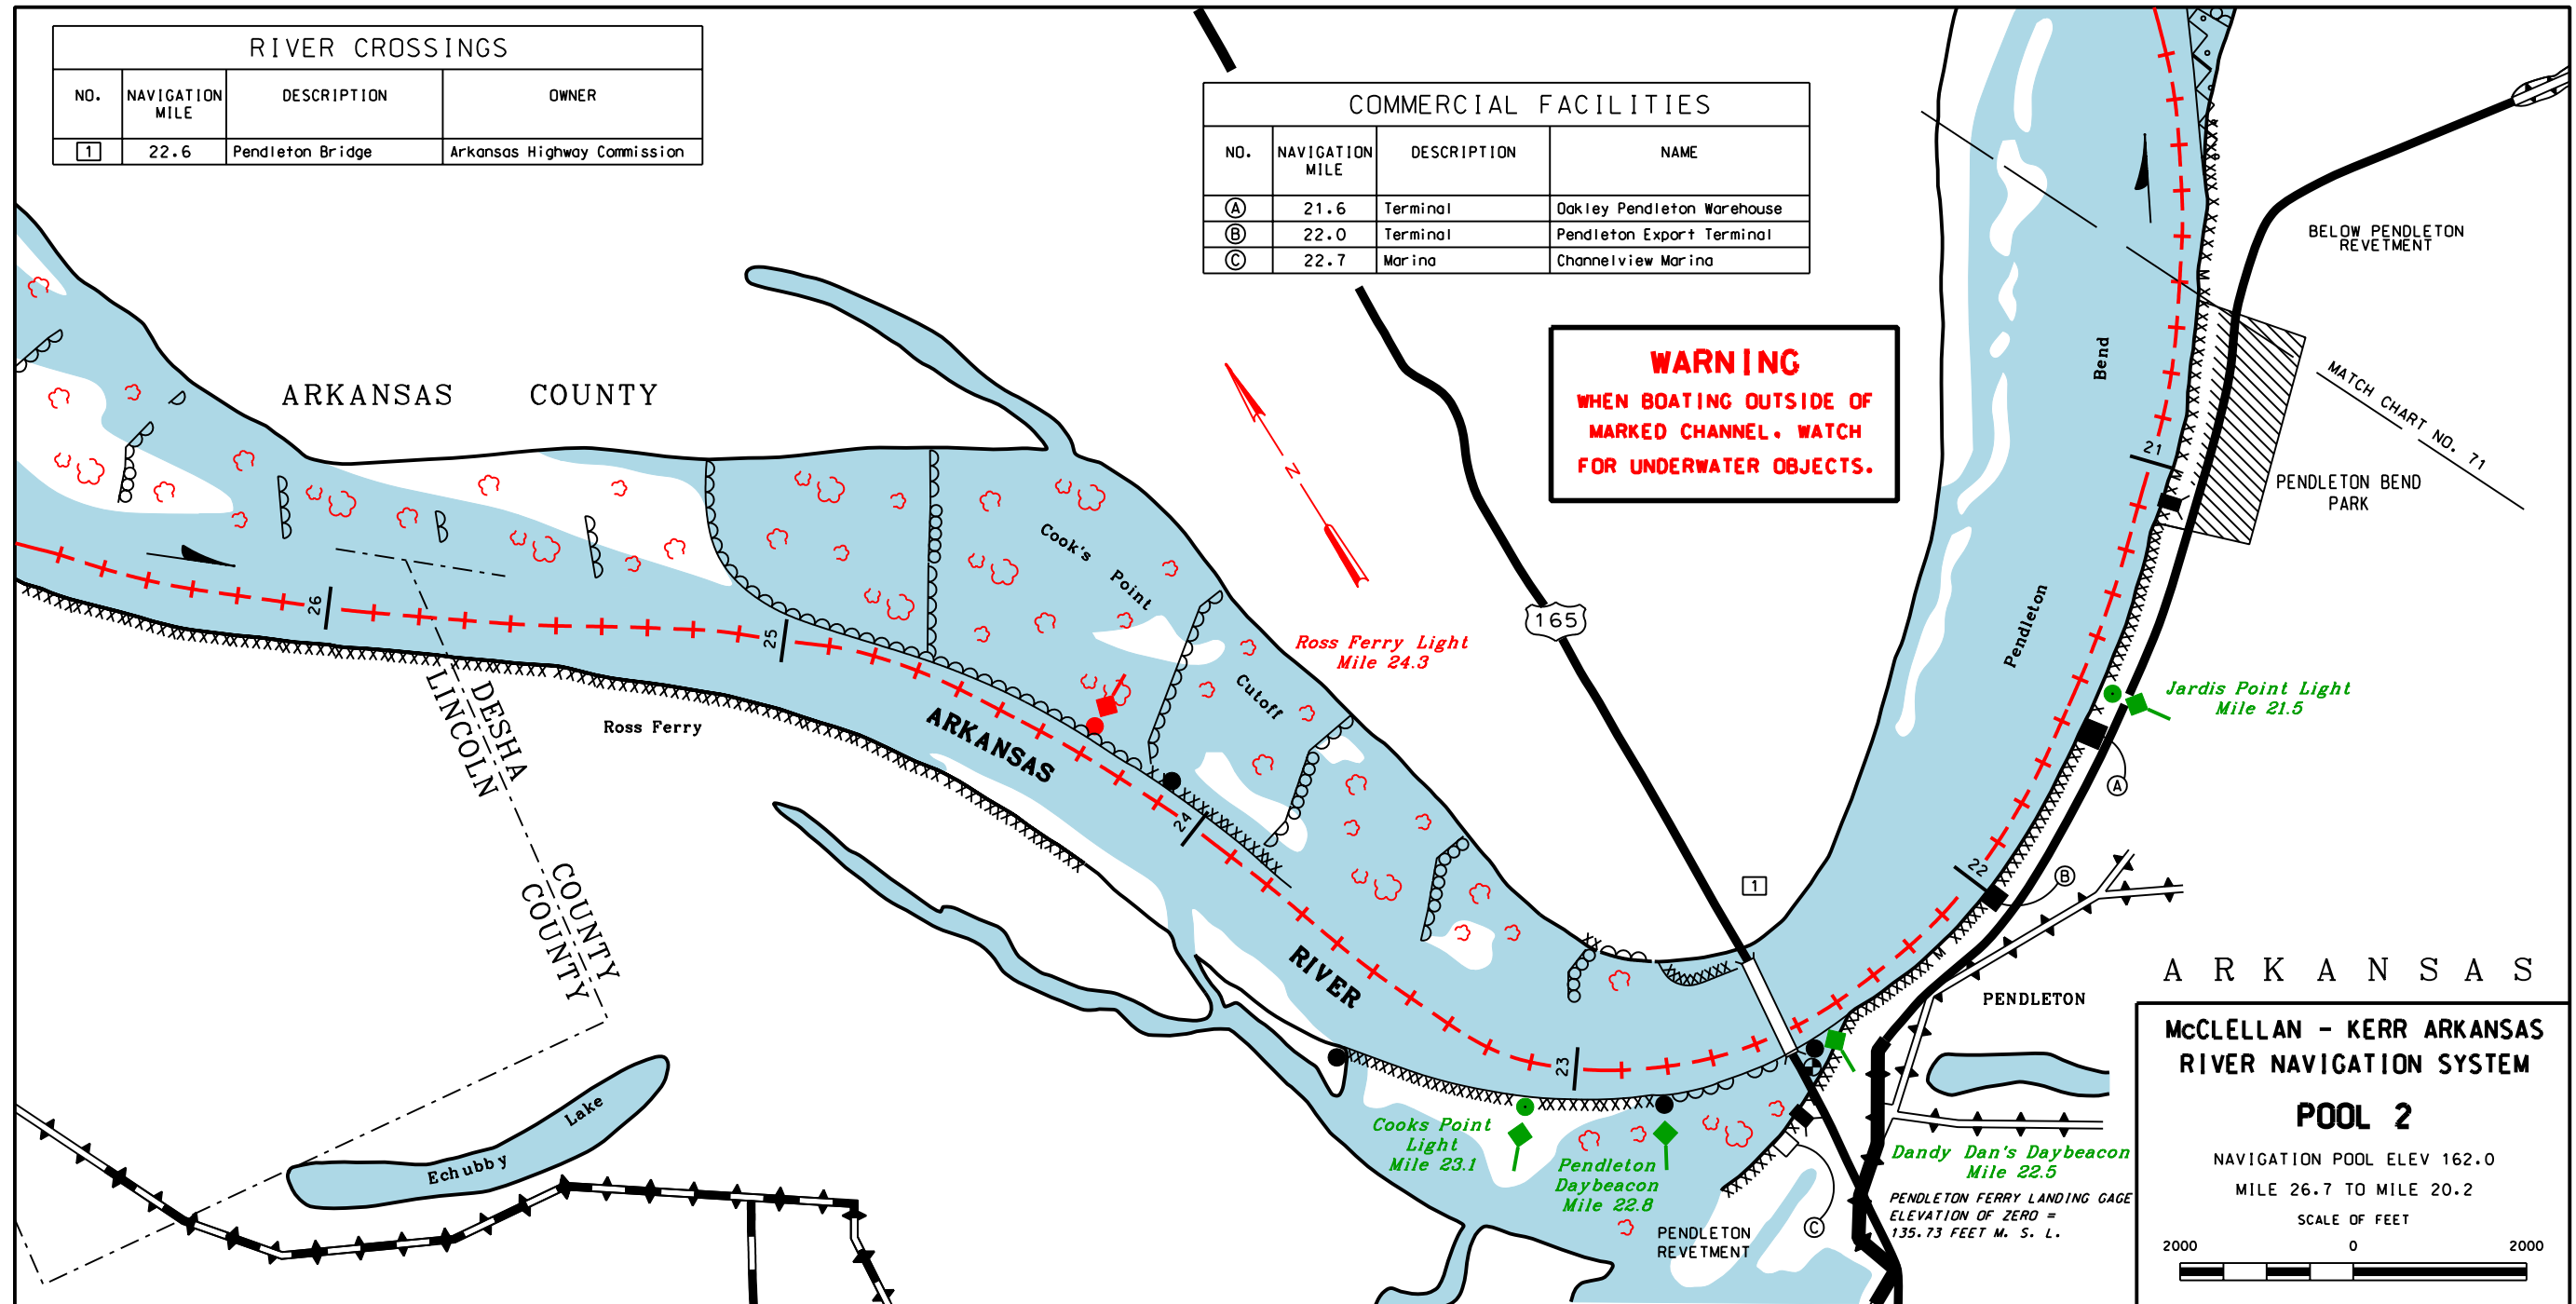 RIVER CROSSINGS
NO. NAVIGATION MILE DESCRIPTION OWNER
1 22.6 Pendleton Bridge Arkansas Highway Commission
COMMERCIAL FACILITIES
NO. NAVIGATION MILE DESCRIPTION NAME
A 21.6 Terminal Oakley Pendleton Warehouse
B 22.0 Terminal Pendleton Export Terminal
C 22.7 Marina Channelview Marina
WARNING
WHEN BOATING OUTSIDE OF
MARKED CHANNEL, WATCH
FOR UNDERWATER OBJECTS.
BELOW PENDLETON
REVETMENT
MATCH CHART NO. 71
PENDLETON BEND
PARK
Bend
Pendleton
21
M
M
ARKANSAS COUNTY
N
Cook's Point
Cutoff
165
Ross Ferry Light
Mile 24.3
Jardis Point Light
Mile 21.5
26
25
24
23
22
A
B
1
M
DESHA COUNTY
LINCOLN COUNTY
Ross Ferry
ARKANSAS RIVER
PENDLETON
ARKANSAS
Echubby Lake
Cooks Point
Light
Mile 23.1
Pendleton
Daybeacon
Mile 22.8
Dandy Dan's Daybeacon
Mile 22.5
PENDLETON FERRY LANDING GAGE
ELEVATION OF ZERO =
135.73 FEET M. S. L.
C
PENDLETON
REVETMENT
McCLELLAN - KERR ARKANSAS
RIVER NAVIGATION SYSTEM
POOL 2
NAVIGATION POOL ELEV 162.0
MILE 26.7 TO MILE 20.2
SCALE OF FEET
2000 0 2000